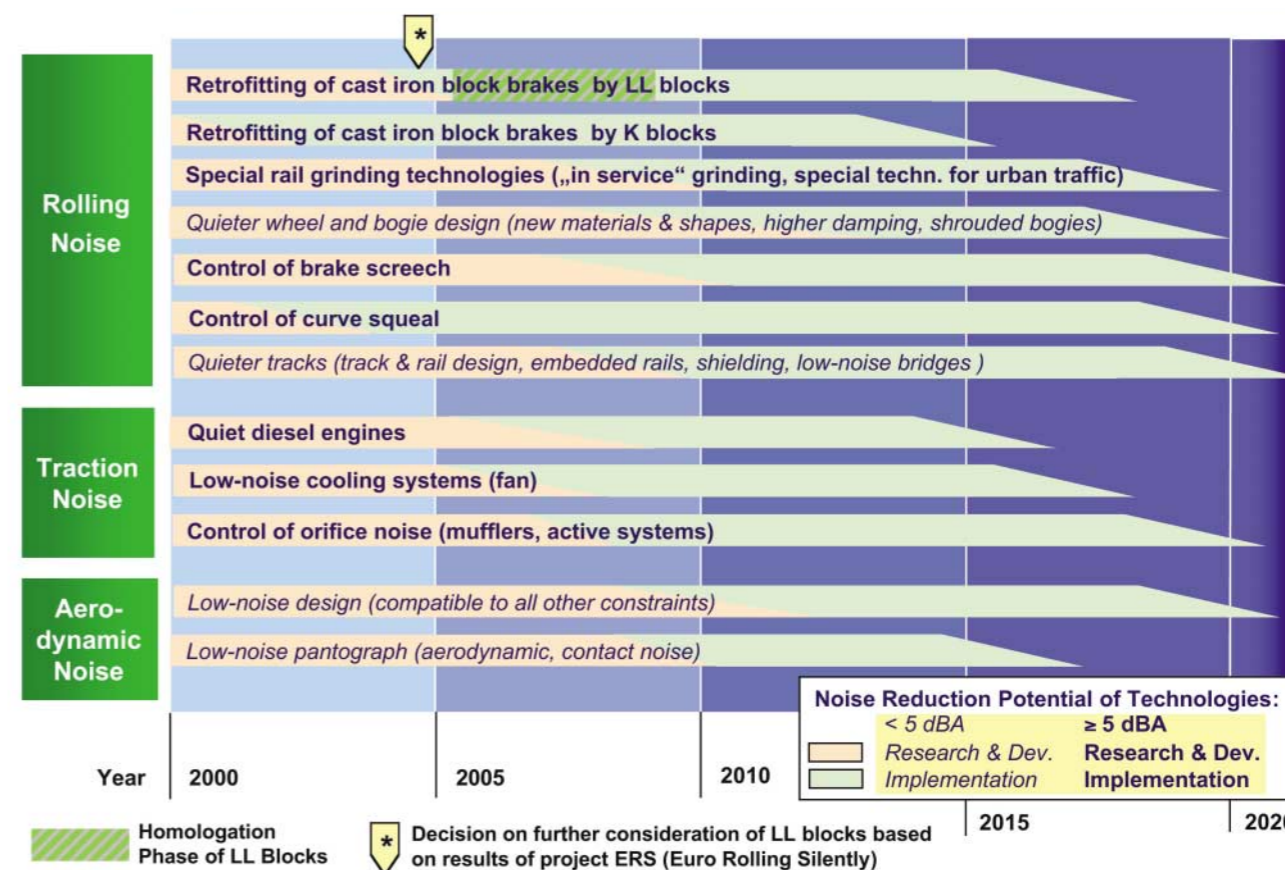 *
Rolling
Noise
Retrofitting of cast iron block brakes by LL blocks
Retrofitting of cast iron block brakes by K blocks
Special rail grinding technologies („in service“ grinding, special techn. for urban traffic)
Quieter wheel and bogie design (new materials & shapes, higher damping, shrouded bogies)
Control of brake screech
Control of curve squeal
Quieter tracks (track & rail design, embedded rails, shielding, low-noise bridges )
Traction
Noise
Quiet diesel engines
Low-noise cooling systems (fan)
Control of orifice noise (mufflers, active systems)
Aero-
dynamic
Noise
Low-noise design (compatible to all other constraints)
Low-noise pantograph (aerodynamic, contact noise)
Noise Reduction Potential of Technologies:
< 5 dBA ≥ 5 dBA
Research & Dev. Research & Dev.
Implementation Implementation
Year 2000 2005 2010 2015 2020
Homologation
Phase of LL Blocks
*
Decision on further consideration of LL blocks based
on results of project ERS (Euro Rolling Silently)